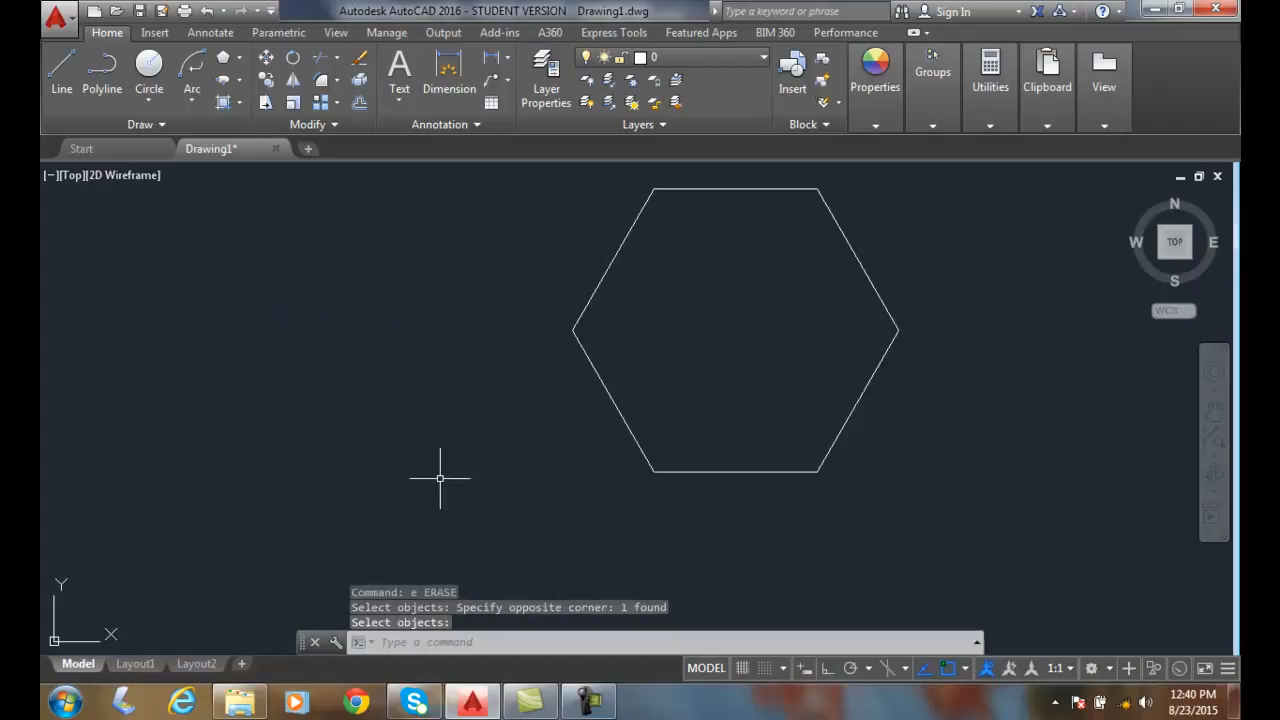 Autodesk AutoCAD 2016 - STUDENT VERSION Drawing1.dwg Type a keyword or phrase Sign In
Home Insert Annotate Parametric View Manage Output Add-ins A360 Express Tools Featured Apps BIM 360 Performance
0
Line Polyline Circle Arc Text Dimension Layer Properties Insert Properties Groups Utilities Clipboard View
Draw Modify Annotation Layers Block
Start Drawing1*
[−][Top][2D Wireframe]
N
W TOP E
S
WCS
Y
X
Command: e ERASE
Select objects: Specify opposite corner: 1 found
Select objects:
Type a command
Model Layout1 Layout2 MODEL 1:1
12:40 PM
8/23/2015